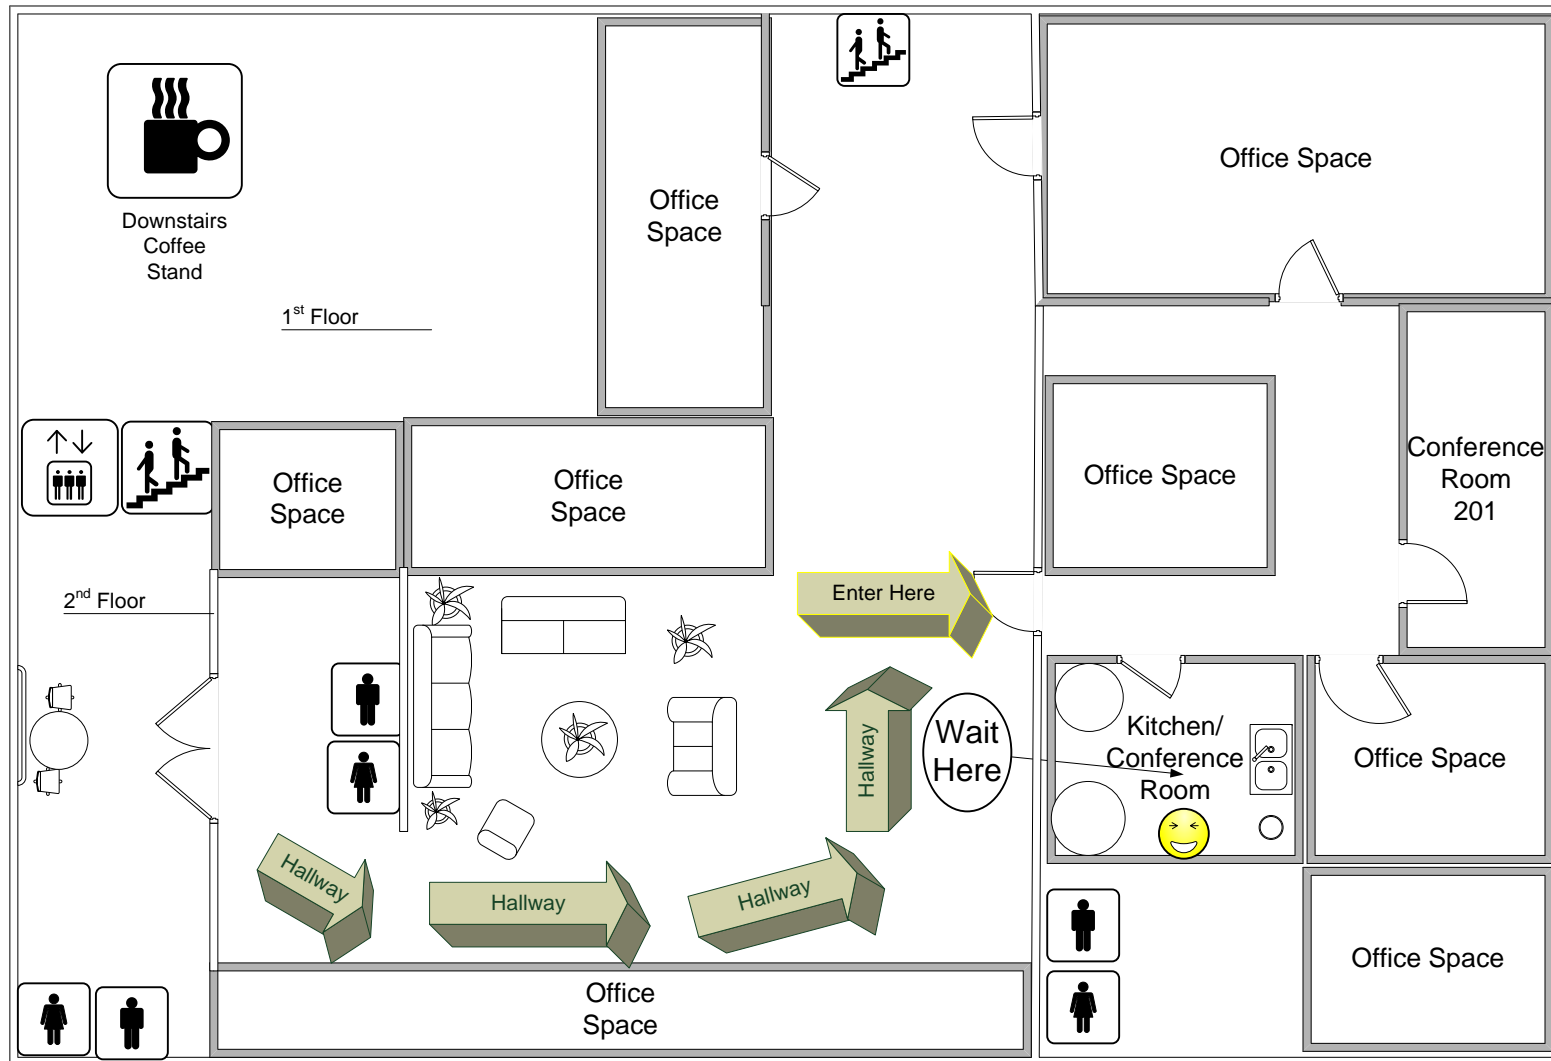 Downstairs
Coffee
Stand
1st Floor
Office
Space
Office Space
Office
Space
Office
Space
Office Space
Conference
Room
201
2nd Floor
Enter Here
Hallway
Wait
Here
Kitchen/
Conference
Room
Office Space
Hallway
Hallway
Hallway
Office
Space
Office Space